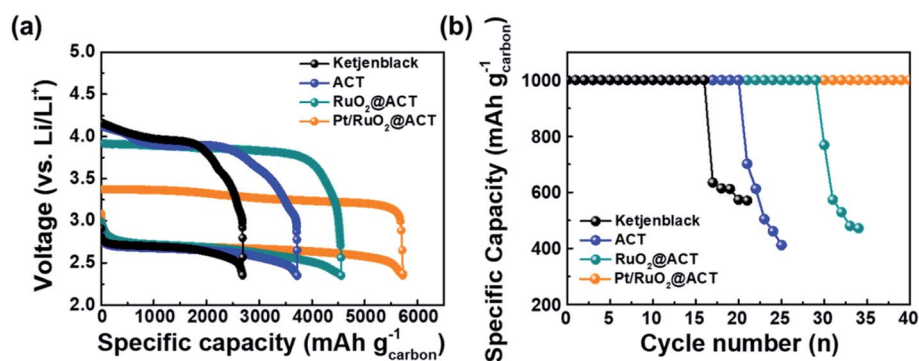 (a)
Voltage (vs. Li/Li⁺)
5.0
4.5
4.0
3.5
3.0
2.5
2.0
Ketjenblack
ACT
RuO₂@ACT
Pt/RuO₂@ACT
0 1000 2000 3000 4000 5000 6000
Specific capacity (mAh g⁻¹carbon)
(b)
Specific Capacity (mAh g⁻¹carbon)
1000
800
600
400
200
Ketjenblack
ACT
RuO₂@ACT
Pt/RuO₂@ACT
0 5 10 15 20 25 30 35 40
Cycle number (n)